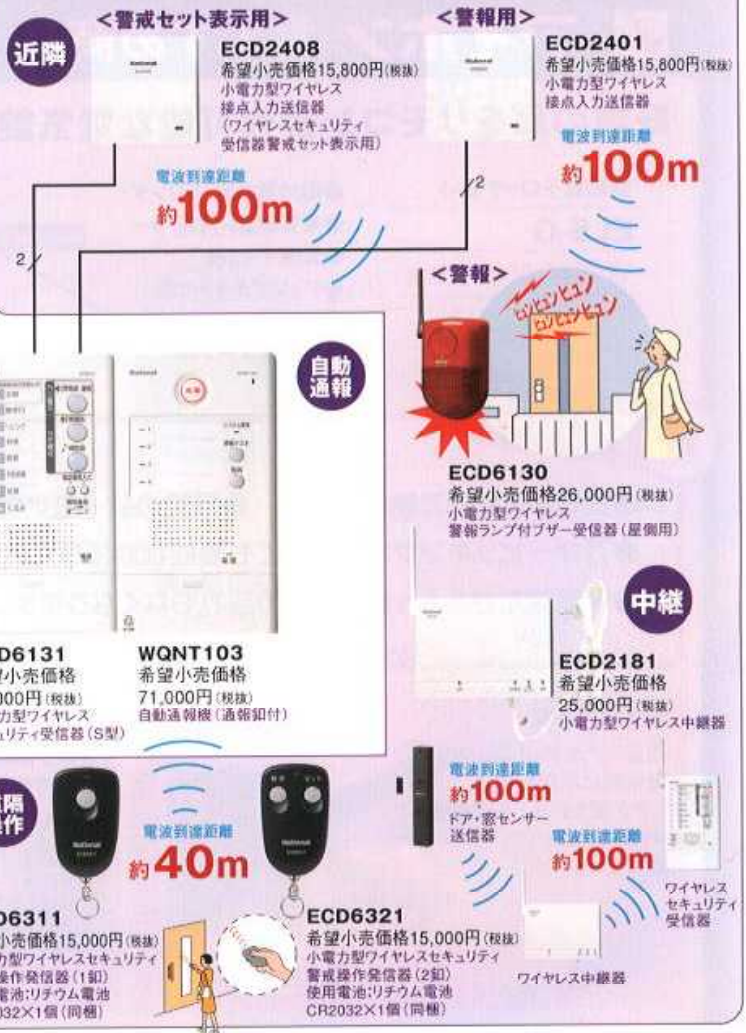 近隣
<警戒セット表示用>
ECD2408
希望小売価格15,800円(税抜)
小電力型ワイヤレス
接点入力送信器
(ワイヤレスセキュリティ
受信器警戒セット表示用)
電波到達距離
約100m
<警報用>
ECD2401
希望小売価格15,800円(税抜)
小電力型ワイヤレス
接点入力送信器
電波到達距離
約100m
2
2
<警報>
ヒュンヒュンヒュン
ヒュンヒュンヒュン
ECD6130
希望小売価格26,000円(税抜)
小電力型ワイヤレス
警報ランプ付ブザー受信器(屋側用)
自動
通報
National
D6131
小売価格
000円(税抜)
力型ワイヤレス
ュリティ受信器(S型)
WQNT103
希望小売価格
71,000円(税抜)
自動通報機(通報釦付)
中継
ECD2181
希望小売価格
25,000円(税抜)
小電力型ワイヤレス中継器
電波到達距離
約100m
ドア・窓センサー
送信器
電波到達距離
約100m
ワイヤレス
セキュリティ
受信器
ワイヤレス中継器
隔
作
電波到達距離
約40m
D6311
小売価格15,000円(税抜)
力型ワイヤレスセキュリティ
操作発信器(1釦)
電池:リチウム電池
032×1個(同梱)
ECD6321
希望小売価格15,000円(税抜)
小電力型ワイヤレスセキュリティ
警戒操作発信器(2釦)
使用電池:リチウム電池
CR2032×1個(同梱)